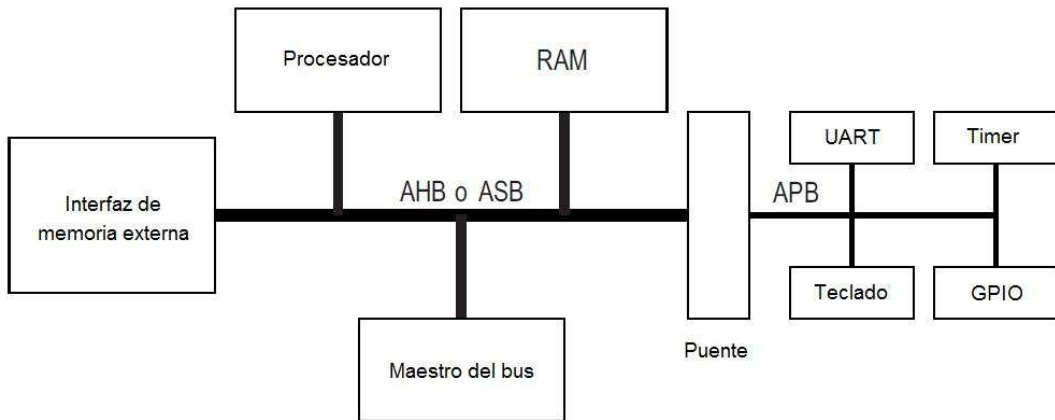 Procesador
RAM
UART
Timer
Interfaz de
memoria externa
AHB o ASB
APB
Teclado
GPIO
Puente
Maestro del bus